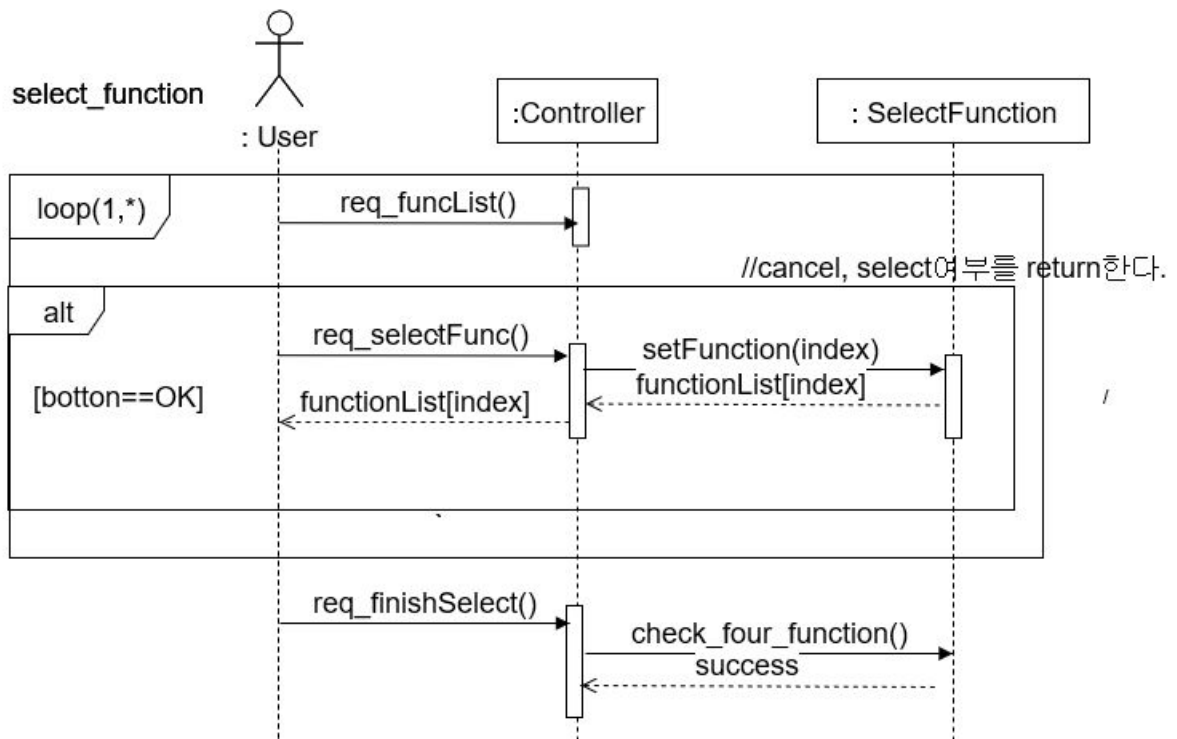 select_function
: User
:Controller
: SelectFunction
loop(1,*)
req_funcList()
//cancel, select여부를 return한다.
alt
req_selectFunc()
setFunction(index)
[botton==OK]
functionList[index]
functionList[index]
/
req_finishSelect()
check_four_function()
success